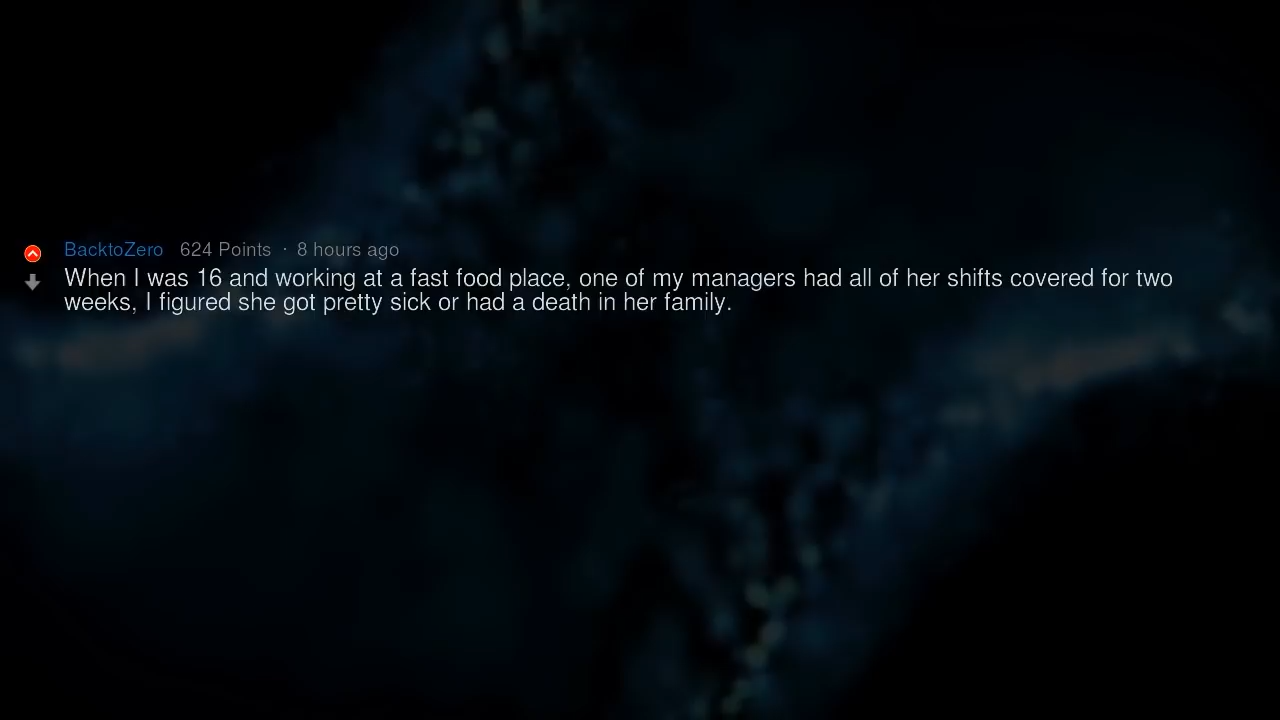 BacktoZero 624 Points · 8 hours ago
When I was 16 and working at a fast food place, one of my managers had all of her shifts covered for two
weeks, I figured she got pretty sick or had a death in her family.